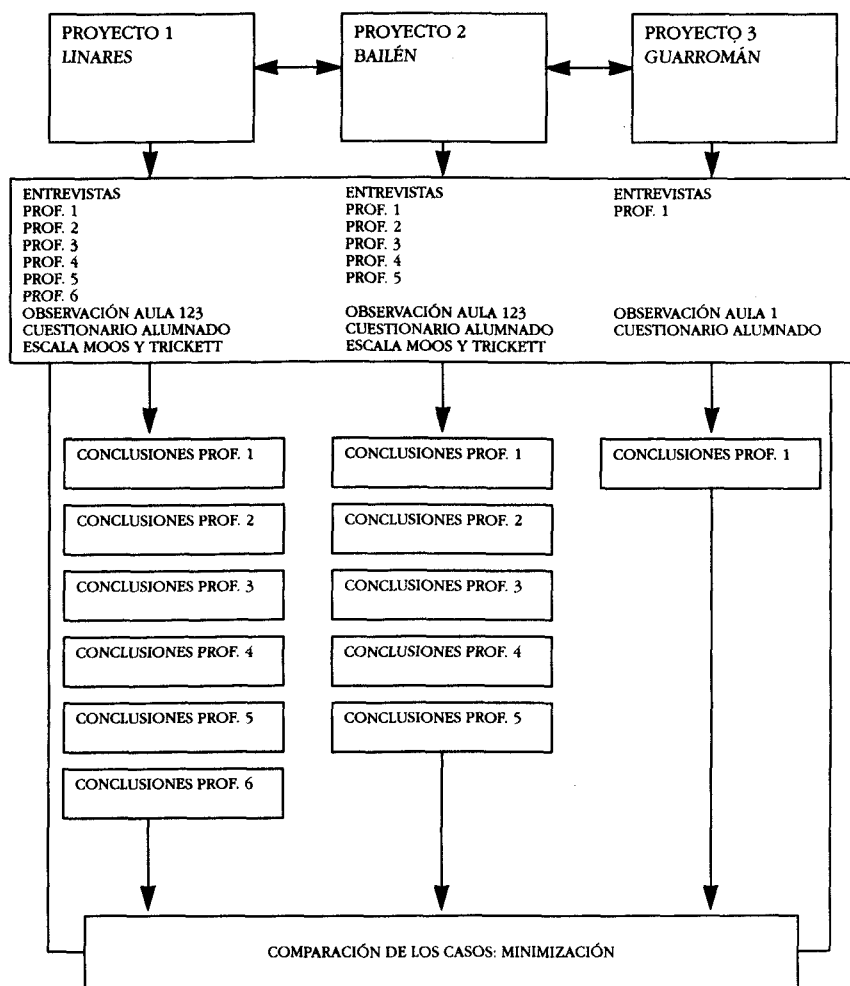 PROYECTO 1
LINARES
PROYECTO 2
BAILÉN
PROYECTO 3
GUARROMÁN
ENTREVISTAS
PROF. 1
PROF. 2
PROF. 3
PROF. 4
PROF. 5
PROF. 6
OBSERVACIÓN AULA 123
CUESTIONARIO ALUMNADO
ESCALA MOOS Y TRICKETT
ENTREVISTAS
PROF. 1
PROF. 2
PROF. 3
PROF. 4
PROF. 5
OBSERVACIÓN AULA 123
CUESTIONARIO ALUMNADO
ESCALA MOOS Y TRICKETT
ENTREVISTAS
PROF. 1
OBSERVACIÓN AULA 1
CUESTIONARIO ALUMNADO
CONCLUSIONES PROF. 1
CONCLUSIONES PROF. 2
CONCLUSIONES PROF. 3
CONCLUSIONES PROF. 4
CONCLUSIONES PROF. 5
CONCLUSIONES PROF. 6
CONCLUSIONES PROF. 1
CONCLUSIONES PROF. 2
CONCLUSIONES PROF. 3
CONCLUSIONES PROF. 4
CONCLUSIONES PROF. 5
CONCLUSIONES PROF. 1
COMPARACIÓN DE LOS CASOS: MINIMIZACIÓN